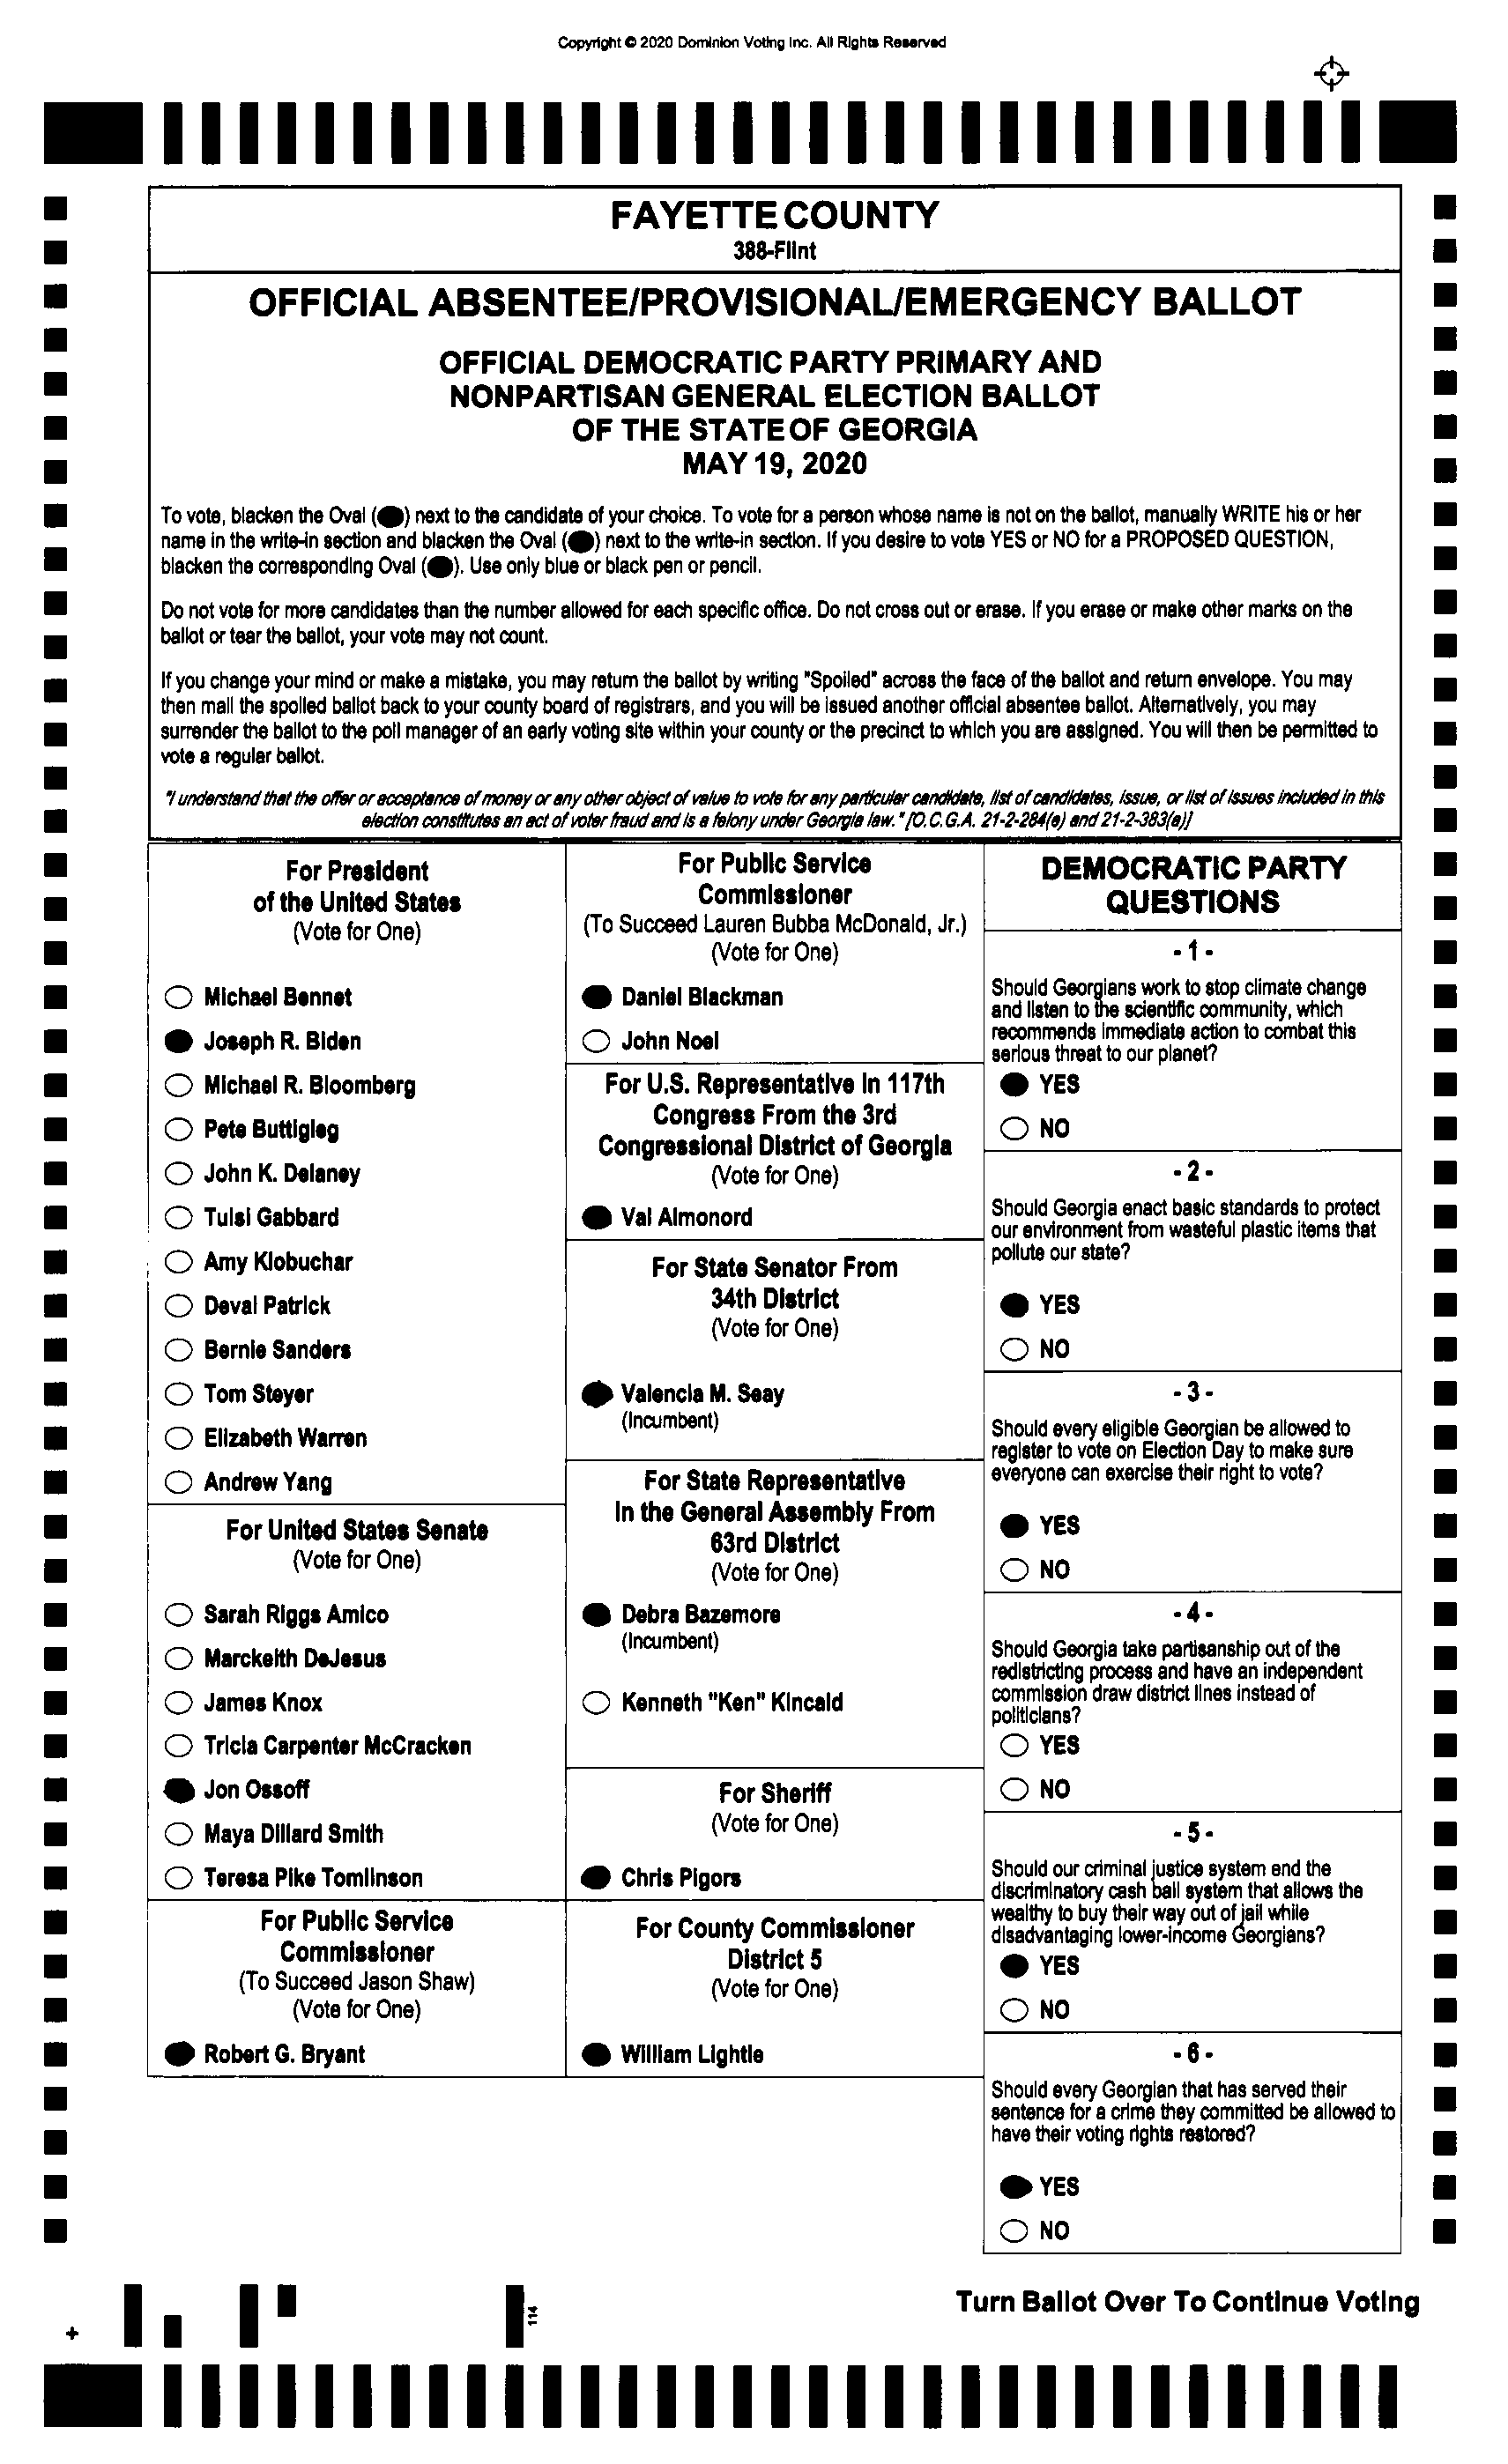 Copyright © 2020 Dominion Voting Inc. All Rights Reserved
FAYETTE COUNTY
388-Flint
OFFICIAL ABSENTEE/PROVISIONAL/EMERGENCY BALLOT
OFFICIAL DEMOCRATIC PARTY PRIMARY AND
NONPARTISAN GENERAL ELECTION BALLOT
OF THE STATE OF GEORGIA
MAY 19, 2020
To vote, blacken the Oval ( ) next to the candidate of your choice. To vote for a person whose name is not on the ballot, manually WRITE his or her
name in the write-in section and blacken the Oval ( ) next to the write-in section. If you desire to vote YES or NO for a PROPOSED QUESTION,
blacken the corresponding Oval ( ). Use only blue or black pen or pencil.
Do not vote for more candidates than the number allowed for each specific office. Do not cross out or erase. If you erase or make other marks on the
ballot or tear the ballot, your vote may not count.
If you change your mind or make a mistake, you may return the ballot by writing "Spoiled" across the face of the ballot and return envelope. You may
then mail the spoiled ballot back to your county board of registrars, and you will be issued another official absentee ballot. Alternatively, you may
surrender the ballot to the poll manager of an early voting site within your county or the precinct to which you are assigned. You will then be permitted to
vote a regular ballot.
"I understand that the offer or acceptance of money or any other object of value to vote for any particular candidate, list of candidates, issue, or list of issues included in this
election constitutes an act of voter fraud and is a felony under Georgia law." [O.C.G.A. 21-2-284(e) and 21-2-383(a)]
For President
of the United States
(Vote for One)
Michael Bennet
Joseph R. Biden
Michael R. Bloomberg
Pete Buttigieg
John K. Delaney
Tulsi Gabbard
Amy Klobuchar
Deval Patrick
Bernie Sanders
Tom Steyer
Elizabeth Warren
Andrew Yang
For United States Senate
(Vote for One)
Sarah Riggs Amico
Marckeith DeJesus
James Knox
Tricia Carpenter McCracken
Jon Ossoff
Maya Dillard Smith
Teresa Pike Tomlinson
For Public Service
Commissioner
(To Succeed Jason Shaw)
(Vote for One)
Robert G. Bryant
For Public Service
Commissioner
(To Succeed Lauren Bubba McDonald, Jr.)
(Vote for One)
Daniel Blackman
John Noel
For U.S. Representative in 117th
Congress From the 3rd
Congressional District of Georgia
(Vote for One)
Val Almonord
For State Senator From
34th District
(Vote for One)
Valencia M. Seay
(Incumbent)
For State Representative
In the General Assembly From
63rd District
(Vote for One)
Debra Bazemore
(Incumbent)
Kenneth "Ken" Kincaid
For Sheriff
(Vote for One)
Chris Pigors
For County Commissioner
District 5
(Vote for One)
William Lightle
DEMOCRATIC PARTY
QUESTIONS
- 1 -
Should Georgians work to stop climate change
and listen to the scientific community, which
recommends immediate action to combat this
serious threat to our planet?
YES
NO
- 2 -
Should Georgia enact basic standards to protect
our environment from wasteful plastic items that
pollute our state?
YES
NO
- 3 -
Should every eligible Georgian be allowed to
register to vote on Election Day to make sure
everyone can exercise their right to vote?
YES
NO
- 4 -
Should Georgia take partisanship out of the
redistricting process and have an independent
commission draw district lines instead of
politicians?
YES
NO
- 5 -
Should our criminal justice system end the
discriminatory cash bail system that allows the
wealthy to buy their way out of jail while
disadvantaging lower-income Georgians?
YES
NO
- 6 -
Should every Georgian that has served their
sentence for a crime they committed be allowed to
have their voting rights restored?
YES
NO
Turn Ballot Over To Continue Voting
114